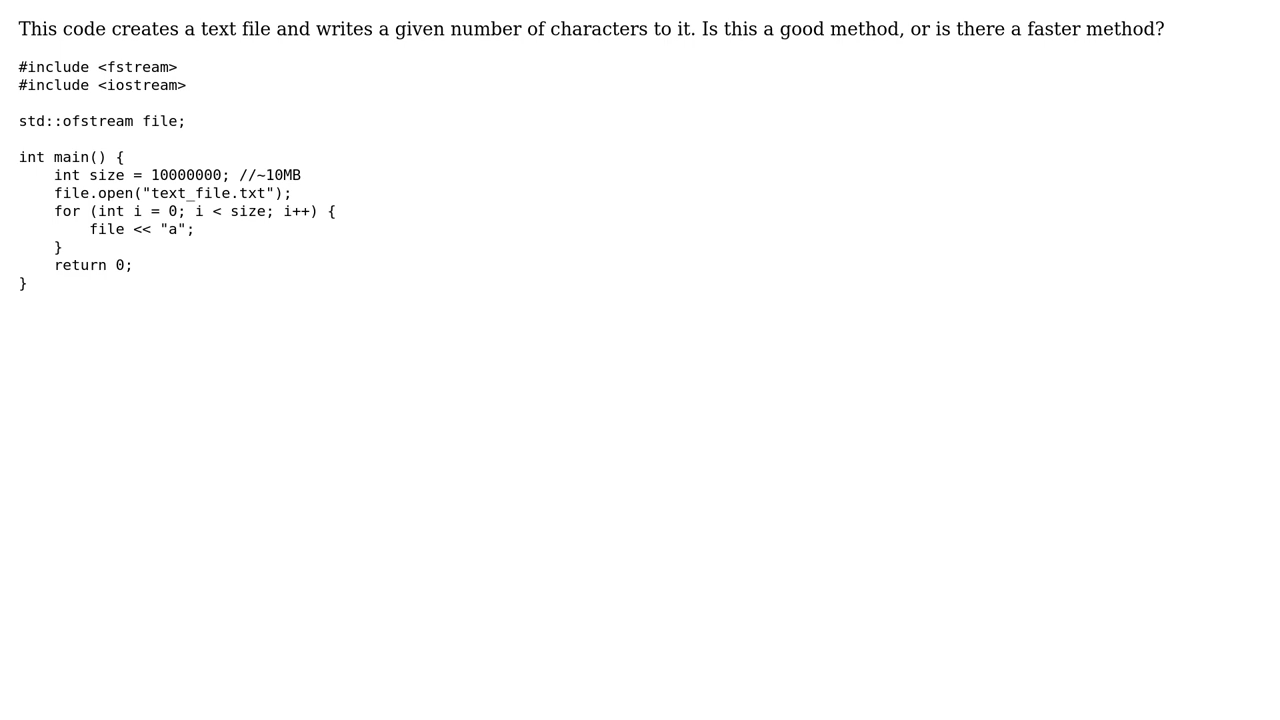 This code creates a text file and writes a given number of characters to it. Is this a good method, or is there a faster method?
#include <fstream>
#include <iostream>

std::ofstream file;

int main() {
    int size = 10000000; //~10MB
    file.open("text_file.txt");
    for (int i = 0; i < size; i++) {
        file << "a";
    }
    return 0;
}